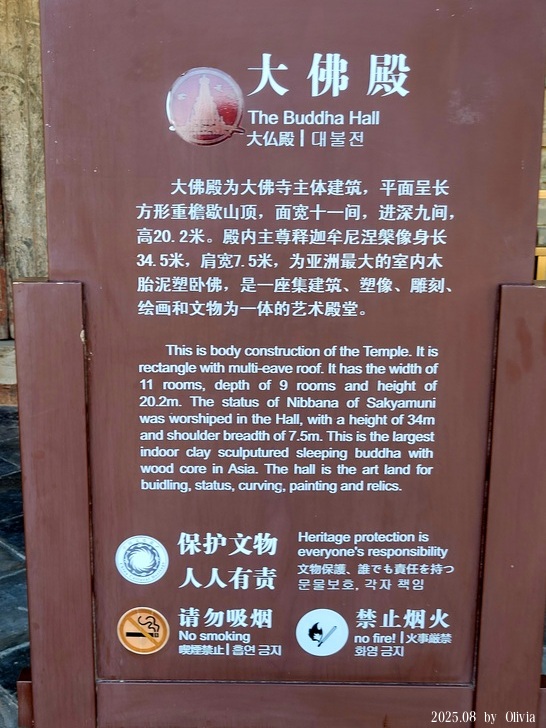 大佛殿
The Buddha Hall
大仏殿 | 대불전
大佛殿为大佛寺主体建筑，平面呈长
方形重檐歇山顶，面宽十一间，进深九间，
高20.2米。殿内主尊释迦牟尼涅槃像身长
34.5米，肩宽7.5米，为亚洲最大的室内木
胎泥塑卧佛，是一座集建筑、塑像、雕刻、
绘画和文物为一体的艺术殿堂。
This is body construction of the Temple. It is
rectangle with multi-eave roof. It has the width of
11 rooms, depth of 9 rooms and height of
20.2m. The status of Nibbana of Sakyamuni
was worshiped in the Hall, with a height of 34m
and shoulder breadth of 7.5m. This is the largest
indoor clay sculputured sleeping buddha with
wood core in Asia. The hall is the art land for
buidling, status, curving, painting and relics.
保护文物
人人有责
Heritage protection is
everyone's responsibility
文物保護、誰でも責任を持つ
문물보호, 각자 책임
请勿吸烟
No smoking
喫煙禁止 | 흡연 금지
禁止烟火
no fire! | 火事厳禁
화염 금지
2025.08 by Olivia